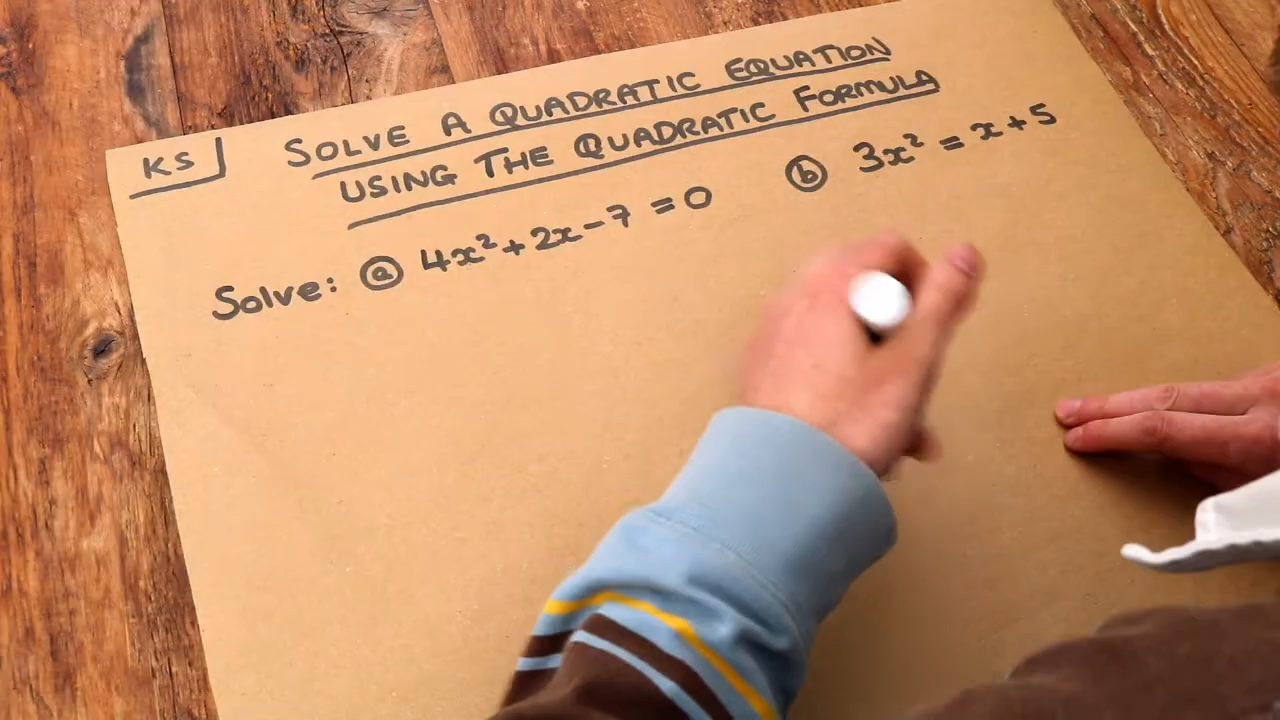 KS
SOLVE A QUADRATIC EQUATION
USING THE QUADRATIC FORMULA
Solve: ⓐ 4x²+2x-7 =0
ⓑ 3x² = x+5